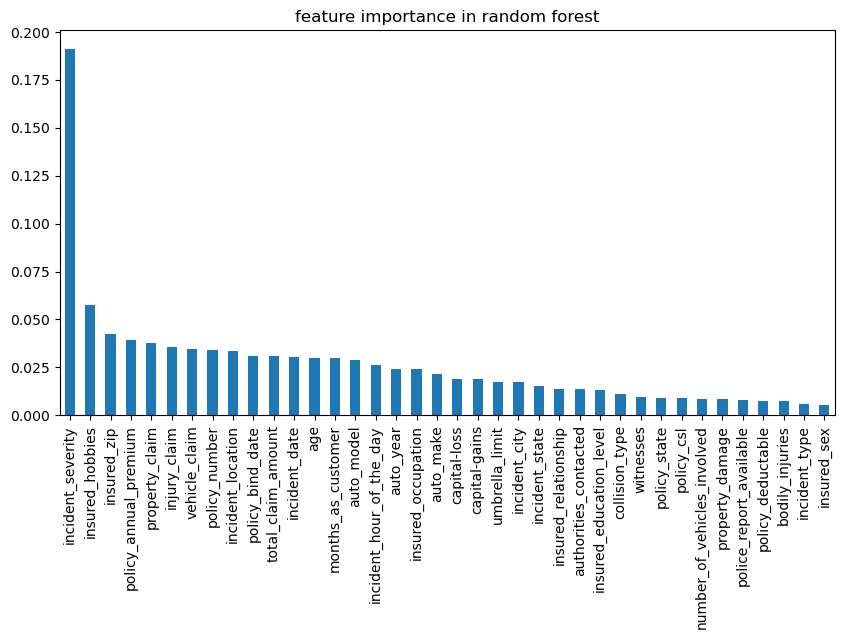 feature importance in random forest
0.200
0.175
0.150
0.125
0.100
0.075
0.050
0.025
0.000
incident_severity
insured_hobbies
insured_zip
policy_annual_premium
property_claim
injury_claim
vehicle_claim
policy_number
incident_location
policy_bind_date
total_claim_amount
incident_date
age
months_as_customer
auto_model
incident_hour_of_the_day
auto_year
insured_occupation
auto_make
capital-loss
capital-gains
umbrella_limit
incident_city
incident_state
insured_relationship
authorities_contacted
insured_education_level
collision_type
witnesses
policy_state
policy_csl
number_of_vehicles_involved
property_damage
police_report_available
policy_deductable
bodily_injuries
incident_type
insured_sex